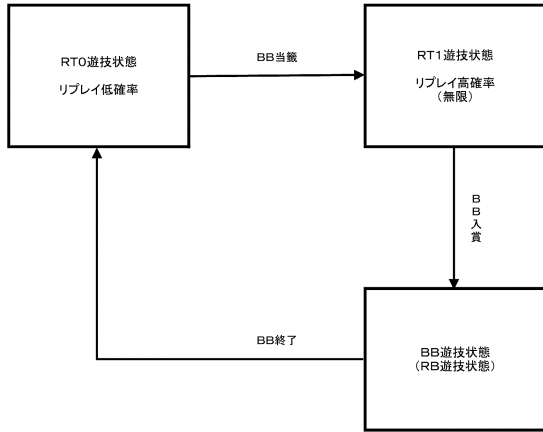 RT0遊技状態
リプレイ低確率
BB当籤
RT1遊技状態
リプレイ高確率
(無限)
BB入賞
BB遊技状態
(RB遊技状態)
BB終了